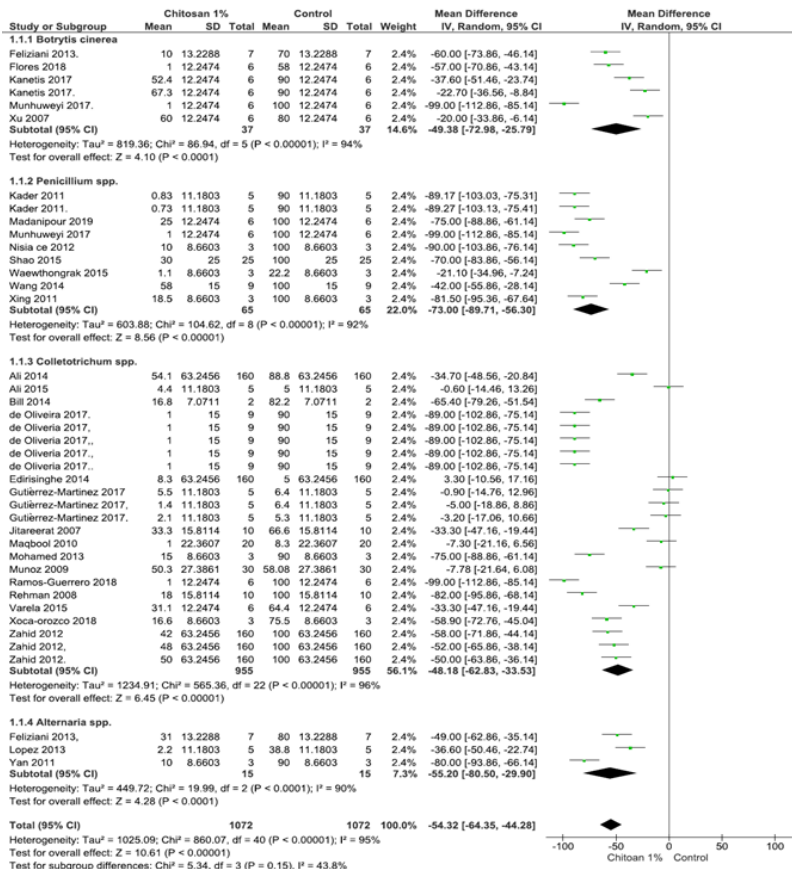 Chitosan 1% Control Mean Difference Mean Difference
Study or Subgroup Mean SD Total Mean SD Total Weight IV, Random, 95% CI IV, Random, 95% CI
1.1.1 Botrytis cinerea
Feliziani 2013. 10 13.2288 7 70 13.2288 7 2.4% -60.00 [-73.86, -46.14]
Flores 2018 1 12.2474 6 58 12.2474 6 2.4% -57.00 [-70.86, -43.14]
Kanetis 2017 52.4 12.2474 6 90 12.2474 6 2.4% -37.60 [-51.46, -23.74]
Kanetis 2017. 67.3 12.2474 6 90 12.2474 6 2.4% -22.70 [-36.56, -8.84]
Munhuweyi 2017. 1 12.2474 6 100 12.2474 6 2.4% -99.00 [-112.86, -85.14]
Xu 2007 60 12.2474 6 80 12.2474 6 2.4% -20.00 [-33.86, -6.14]
Subtotal (95% CI) 37 37 14.6% -49.38 [-72.98, -25.79]
Heterogeneity: Tau² = 819.36; Chi² = 86.94, df = 5 (P < 0.00001); I² = 94%
Test for overall effect: Z = 4.10 (P < 0.0001)
1.1.2 Penicillium spp.
Kader 2011 0.83 11.1803 5 90 11.1803 5 2.4% -89.17 [-103.03, -75.31]
Kader 2011. 0.73 11.1803 5 90 11.1803 5 2.4% -89.27 [-103.13, -75.41]
Madanipour 2019 25 12.2474 6 100 12.2474 6 2.4% -75.00 [-88.86, -61.14]
Munhuweyi 2017 1 12.2474 6 100 12.2474 6 2.4% -99.00 [-112.86, -85.14]
Nisia ce 2012 10 8.6603 3 100 8.6603 3 2.4% -90.00 [-103.86, -76.14]
Shao 2015 30 25 25 100 25 25 2.4% -70.00 [-83.86, -56.14]
Waewthongrak 2015 1.1 8.6603 3 22.2 8.6603 3 2.4% -21.10 [-34.96, -7.24]
Wang 2014 58 15 9 100 15 9 2.4% -42.00 [-55.86, -28.14]
Xing 2011 18.5 8.6603 3 100 8.6603 3 2.4% -81.50 [-95.36, -67.64]
Subtotal (95% CI) 65 65 22.0% -73.00 [-89.71, -56.30]
Heterogeneity: Tau² = 603.88; Chi² = 104.62, df = 8 (P < 0.00001); I² = 92%
Test for overall effect: Z = 8.56 (P < 0.00001)
1.1.3 Colletotrichum spp.
Ali 2014 54.1 63.2456 160 88.8 63.2456 160 2.4% -34.70 [-48.56, -20.84]
Ali 2015 4.4 11.1803 5 5 11.1803 5 2.4% -0.60 [-14.46, 13.26]
Bill 2014 16.8 7.0711 2 82.2 7.0711 2 2.4% -65.40 [-79.26, -51.54]
de Oliveira 2017. 1 15 9 90 15 9 2.4% -89.00 [-102.86, -75.14]
de Oliveria 2017, 1 15 9 90 15 9 2.4% -89.00 [-102.86, -75.14]
de Oliveria 2017,, 1 15 9 90 15 9 2.4% -89.00 [-102.86, -75.14]
de Oliveria 2017,. 1 15 9 90 15 9 2.4% -89.00 [-102.86, -75.14]
de Oliveria 2017.. 1 15 9 90 15 9 2.4% -89.00 [-102.86, -75.14]
Edirisinghe 2014 8.3 63.2456 160 5 63.2456 160 2.4% 3.30 [-10.56, 17.16]
Gutièrrez-Martinez 2017 5.5 11.1803 5 6.4 11.1803 5 2.4% -0.90 [-14.76, 12.96]
Gutièrrez-Martinez 2017, 1.4 11.1803 5 6.4 11.1803 5 2.4% -5.00 [-18.86, 8.86]
Gutièrrez-Martinez 2017. 2.1 11.1803 5 5.3 11.1803 5 2.4% -3.20 [-17.06, 10.66]
Jitareerat 2007 33.3 15.8114 10 66.6 15.8114 10 2.4% -33.30 [-47.16, -19.44]
Maqbool 2010 1 22.3607 20 8.3 22.3607 20 2.4% -7.30 [-21.16, 6.56]
Mohamed 2013 15 8.6603 3 90 8.6603 3 2.4% -75.00 [-88.86, -61.14]
Munoz 2009 50.3 27.3861 30 58.08 27.3861 30 2.4% -7.78 [-21.64, 6.08]
Ramos-Guerrero 2018 1 12.2474 6 100 12.2474 6 2.4% -99.00 [-112.86, -85.14]
Rehman 2008 18 15.8114 10 100 15.8114 10 2.4% -82.00 [-95.86, -68.14]
Varela 2015 31.1 12.2474 6 64.4 12.2474 6 2.4% -33.30 [-47.16, -19.44]
Xoca-orozco 2018 16.6 8.6603 3 75.5 8.6603 3 2.4% -58.90 [-72.76, -45.04]
Zahid 2012 42 63.2456 160 100 63.2456 160 2.4% -58.00 [-71.86, -44.14]
Zahid 2012, 48 63.2456 160 100 63.2456 160 2.4% -52.00 [-65.86, -38.14]
Zahid 2012. 50 63.2456 160 100 63.2456 160 2.4% -50.00 [-63.86, -36.14]
Subtotal (95% CI) 955 955 56.1% -48.18 [-62.83, -33.53]
Heterogeneity: Tau² = 1234.91; Chi² = 565.36, df = 22 (P < 0.00001); I² = 96%
Test for overall effect: Z = 6.45 (P < 0.00001)
1.1.4 Alternaria spp.
Feliziani 2013, 31 13.2288 7 80 13.2288 7 2.4% -49.00 [-62.86, -35.14]
Lopez 2013 2.2 11.1803 5 38.8 11.1803 5 2.4% -36.60 [-50.46, -22.74]
Yan 2011 10 8.6603 3 90 8.6603 3 2.4% -80.00 [-93.86, -66.14]
Subtotal (95% CI) 15 15 7.3% -55.20 [-80.50, -29.90]
Heterogeneity: Tau² = 449.72; Chi² = 19.99, df = 2 (P < 0.0001); I² = 90%
Test for overall effect: Z = 4.28 (P < 0.0001)
Total (95% CI) 1072 1072 100.0% -54.32 [-64.35, -44.28]
Heterogeneity: Tau² = 1025.09; Chi² = 860.07, df = 40 (P < 0.00001); I² = 95%
Test for overall effect: Z = 10.61 (P < 0.00001)
Test for subgroup differences: Chi² = 5.34, df = 3 (P = 0.15), I² = 43.8%
-100 -50 0 50 100
Chitoan 1% Control